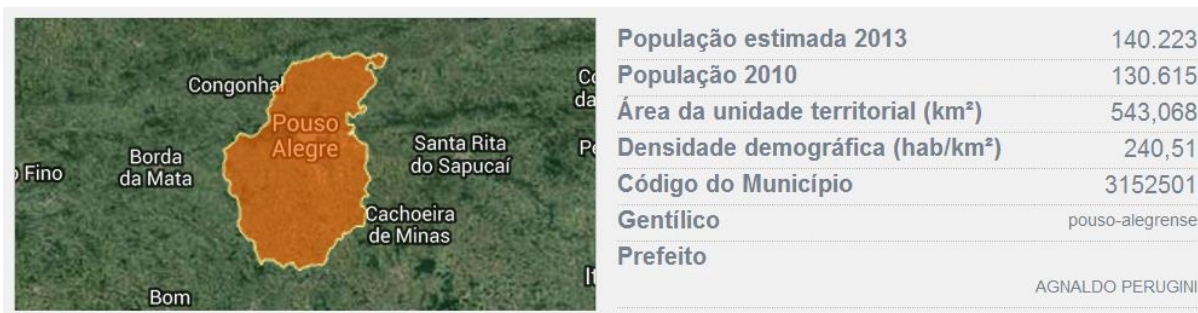 Congonhal
Pouso
Alegre
Borda
da Mata
Fino
Santa Rita
do Sapucaí
Cachoeira
de Minas
Bom
População estimada 2013 140.223
População 2010 130.615
Área da unidade territorial (km²) 543,068
Densidade demográfica (hab/km²) 240,51
Código do Município 3152501
Gentílico pouso-alegrense
Prefeito
AGNALDO PERUGINI